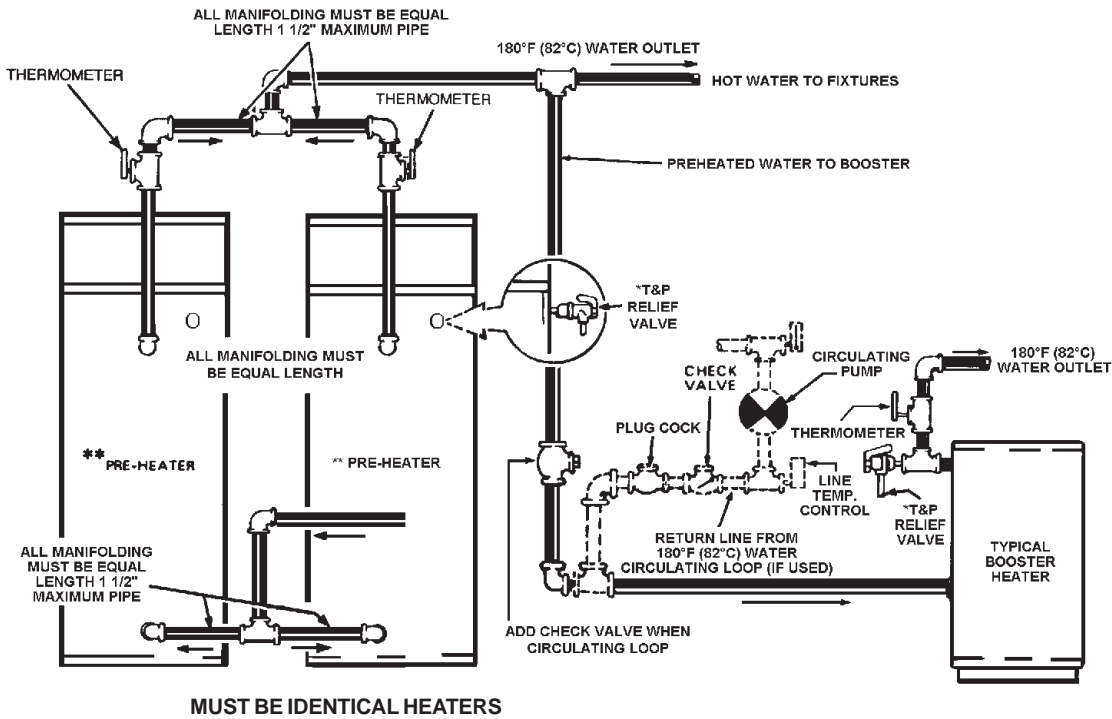 ALL MANIFOLDING MUST BE EQUAL
LENGTH 1 1/2" MAXIMUM PIPE
THERMOMETER
180°F (82°C) WATER OUTLET
HOT WATER TO FIXTURES
THERMOMETER
PREHEATED WATER TO BOOSTER
*T&P
RELIEF
VALVE
ALL MANIFOLDING MUST
BE EQUAL LENGTH
CHECK
VALVE
CIRCULATING
PUMP
180°F (82°C)
WATER OUTLET
PLUG COCK
THERMOMETER
** PRE-HEATER
** PRE-HEATER
LINE
TEMP.
CONTROL
*T&P
RELIEF
VALVE
RETURN LINE FROM
180°F (82°C) WATER
CIRCULATING LOOP (IF USED)
TYPICAL
BOOSTER
HEATER
ALL MANIFOLDING
MUST BE EQUAL
LENGTH 1 1/2"
MAXIMUM PIPE
ADD CHECK VALVE WHEN
CIRCULATING LOOP
MUST BE IDENTICAL HEATERS